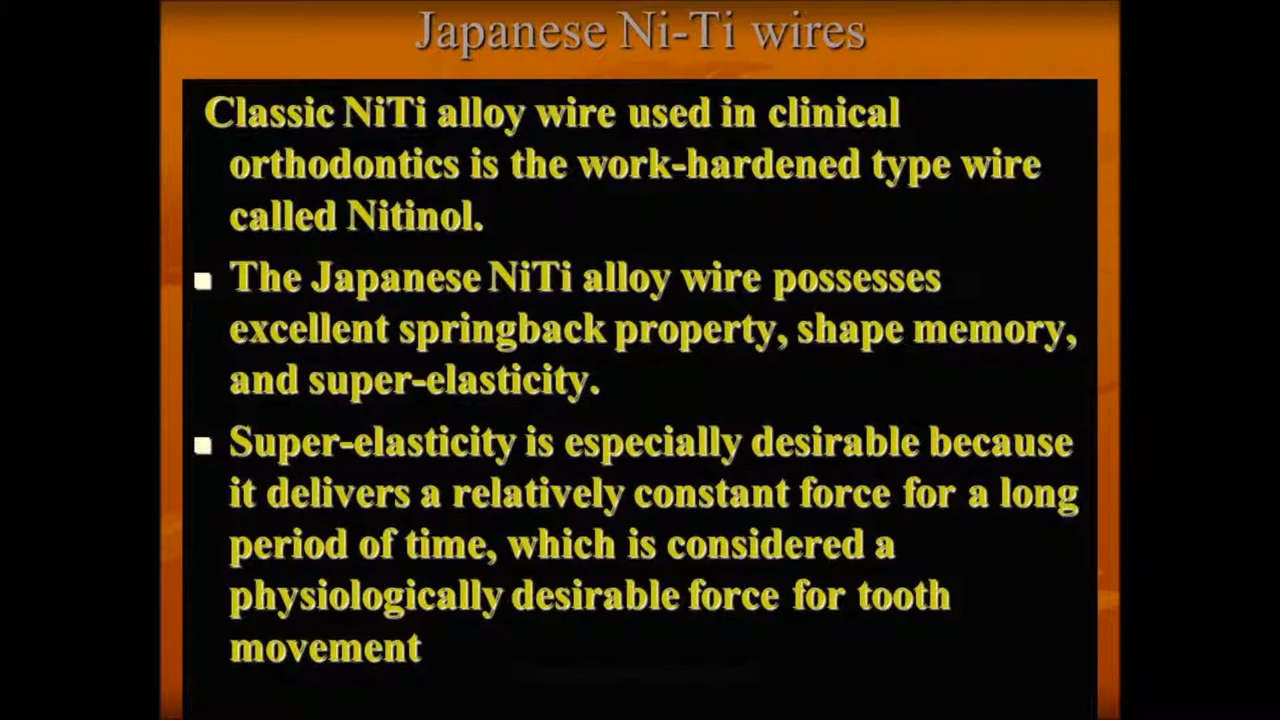 Japanese Ni-Ti wires
Classic NiTi alloy wire used in clinical
orthodontics is the work-hardened type wire
called Nitinol.
The Japanese NiTi alloy wire possesses
excellent springback property, shape memory,
and super-elasticity.
Super-elasticity is especially desirable because
it delivers a relatively constant force for a long
period of time, which is considered a
physiologically desirable force for tooth
movement